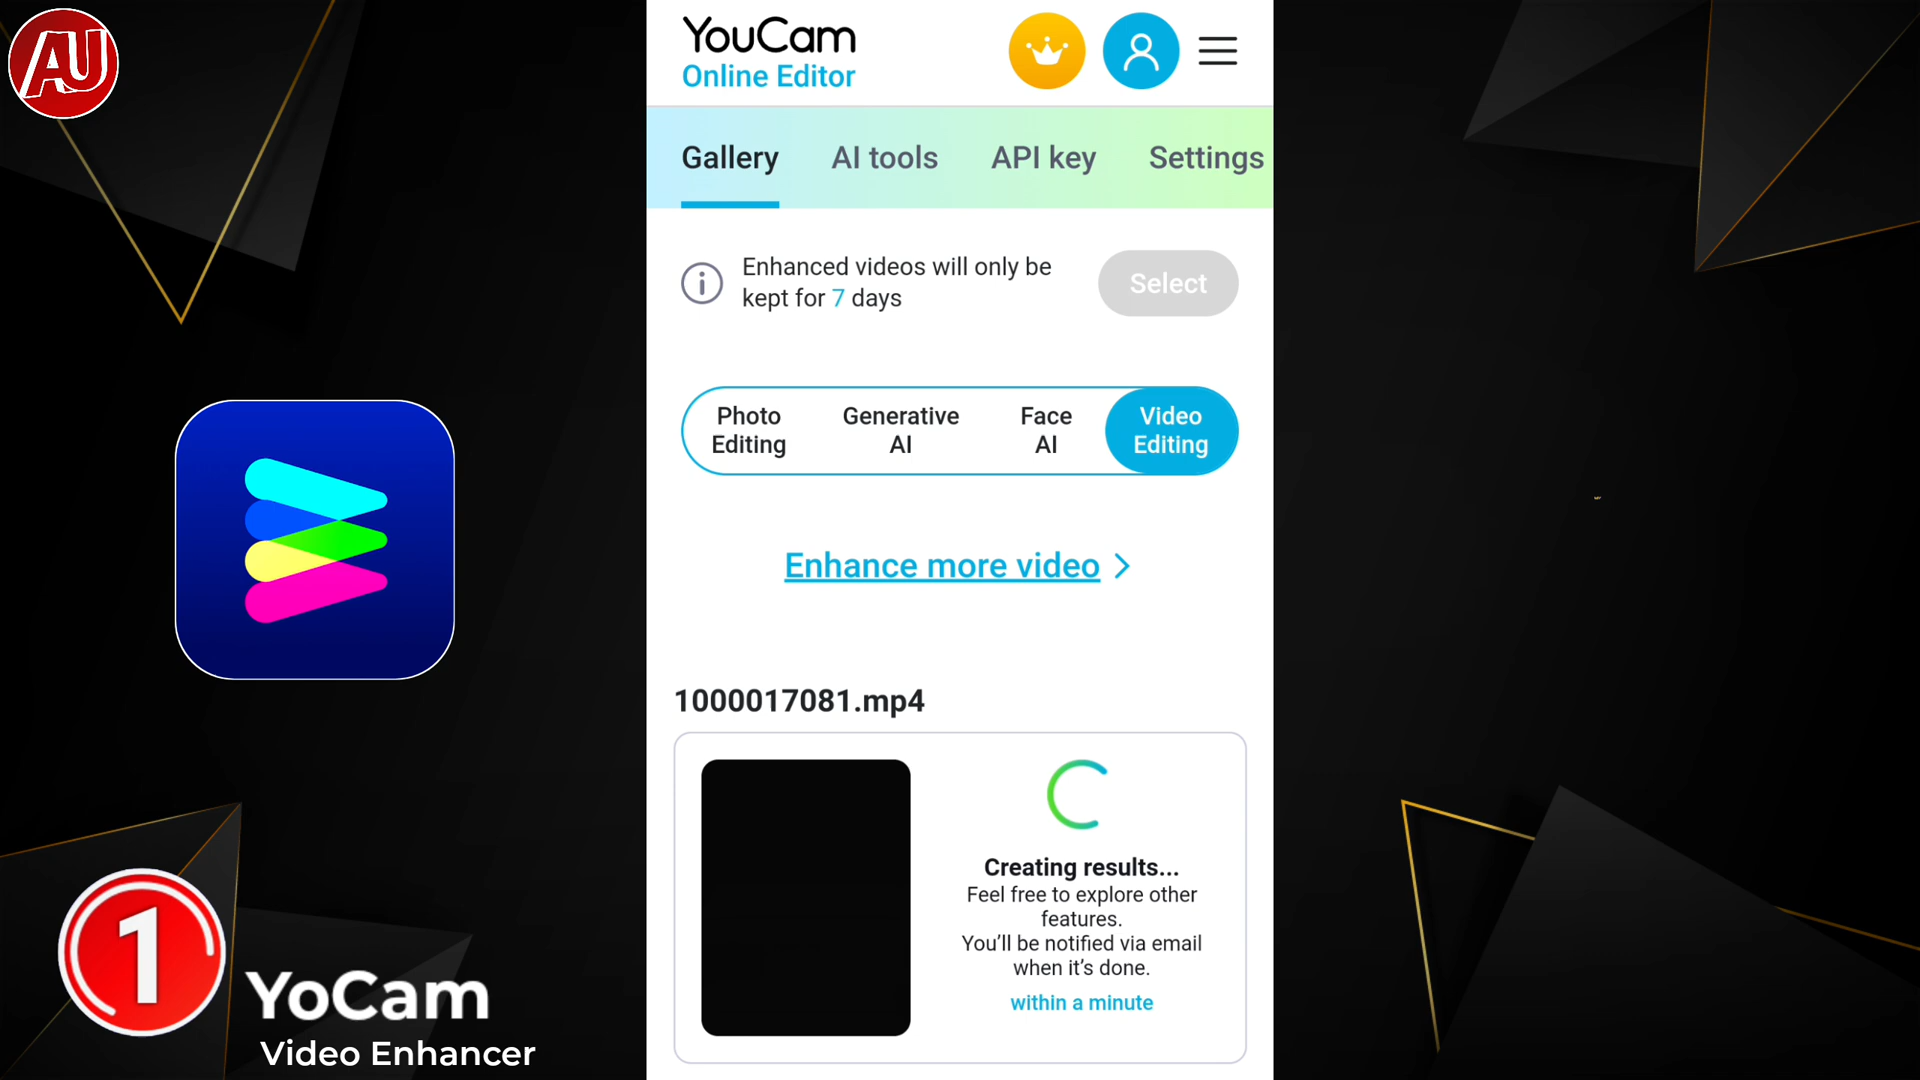 AU
YouCam
Online Editor
Gallery
AI tools
API key
Settings
Enhanced videos will only be
kept for 7 days
Select
Photo
Editing
Generative
AI
Face
AI
Video
Editing
Enhance more video
1000017081.mp4
Creating results...
Feel free to explore other
features.
You’ll be notified via email
when it’s done.
within a minute
1
YoCam
Video Enhancer